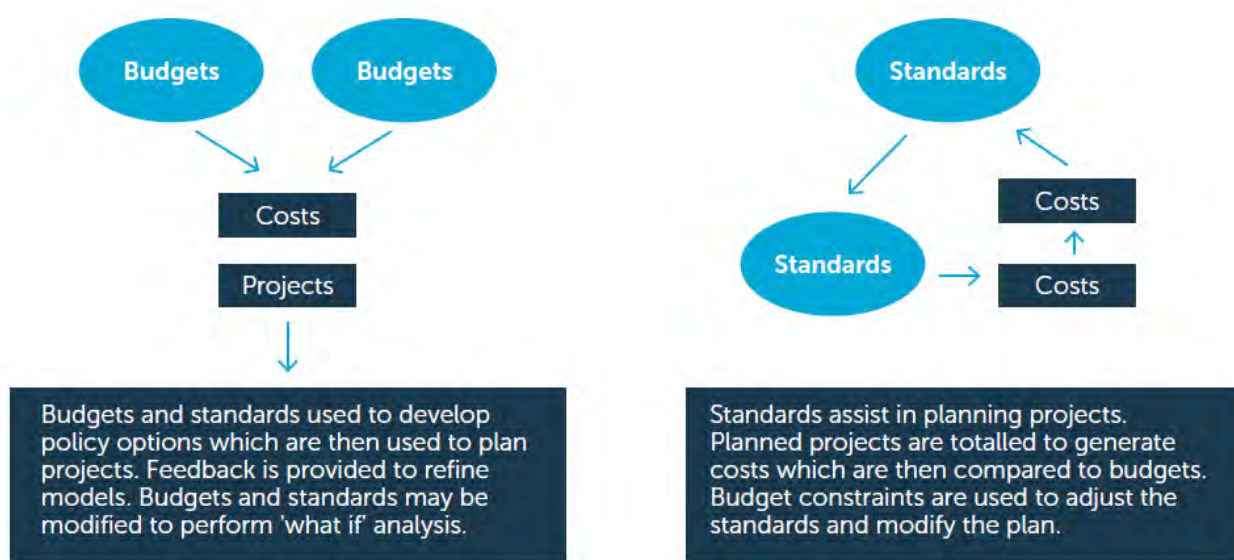 Budgets
Budgets
Costs
Projects
Budgets and standards used to develop
policy options which are then used to plan
projects. Feedback is provided to refine
models. Budgets and standards may be
modified to perform 'what if' analysis.
Standards
Standards
Costs
Costs
Standards assist in planning projects.
Planned projects are totalled to generate
costs which are then compared to budgets.
Budget constraints are used to adjust the
standards and modify the plan.